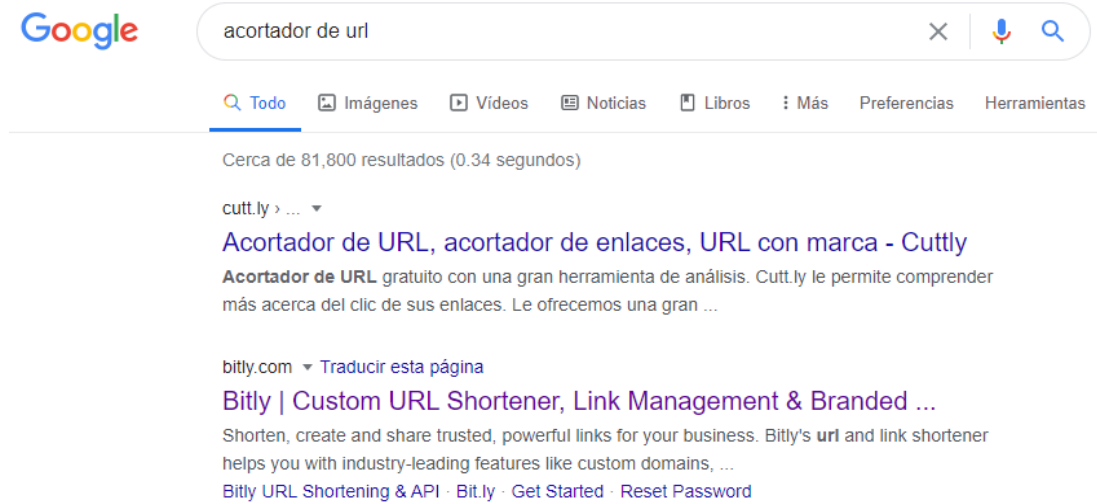 Google
acortador de url
Todo Imágenes Vídeos Noticias Libros Más Preferencias Herramientas
Cerca de 81,800 resultados (0.34 segundos)
cutt.ly › ...
Acortador de URL, acortador de enlaces, URL con marca - Cuttly
Acortador de URL gratuito con una gran herramienta de análisis. Cutt.ly le permite comprender
más acerca del clic de sus enlaces. Le ofrecemos una gran ...
bitly.com Traducir esta página
Bitly | Custom URL Shortener, Link Management & Branded ...
Shorten, create and share trusted, powerful links for your business. Bitly's url and link shortener
helps you with industry-leading features like custom domains, ...
Bitly URL Shortening & API · Bit.ly · Get Started · Reset Password